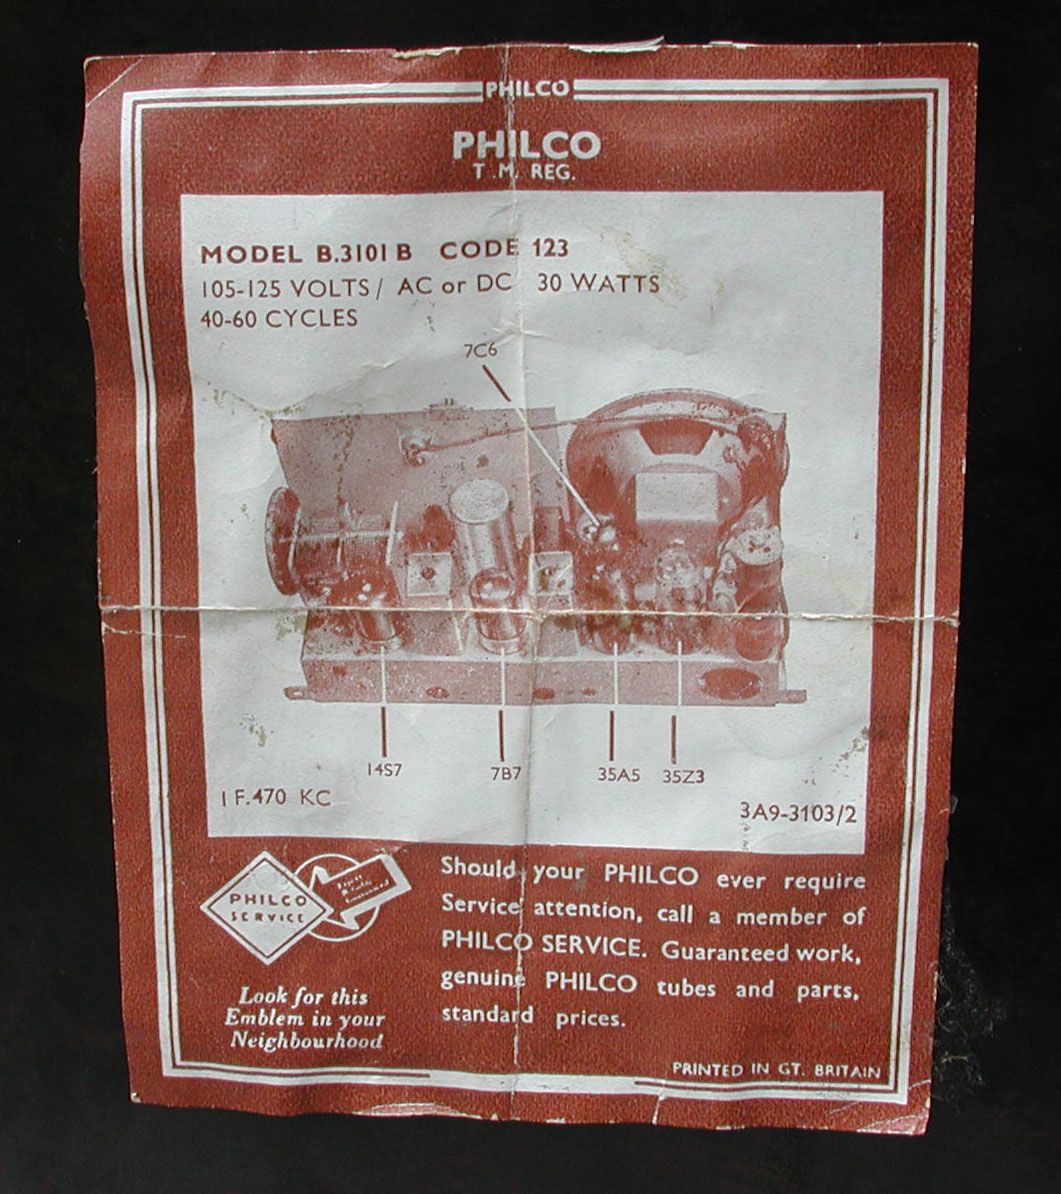 PHILCO
PHILCO
T.M. REG.
MODEL B.3101B CODE 123
105-125 VOLTS/ AC or DC 30 WATTS
40-60 CYCLES
7C6
14S7 7B7 35A5 35Z3
I F.470 KC
3A9-3103/2
PHILCO
SERVICE
Look for this
Emblem in your
Neighbourhood
Should your PHILCO ever require
Service attention, call a member of
PHILCO SERVICE. Guaranteed work,
genuine PHILCO tubes and parts,
standard prices.
PRINTED IN GT. BRITAIN